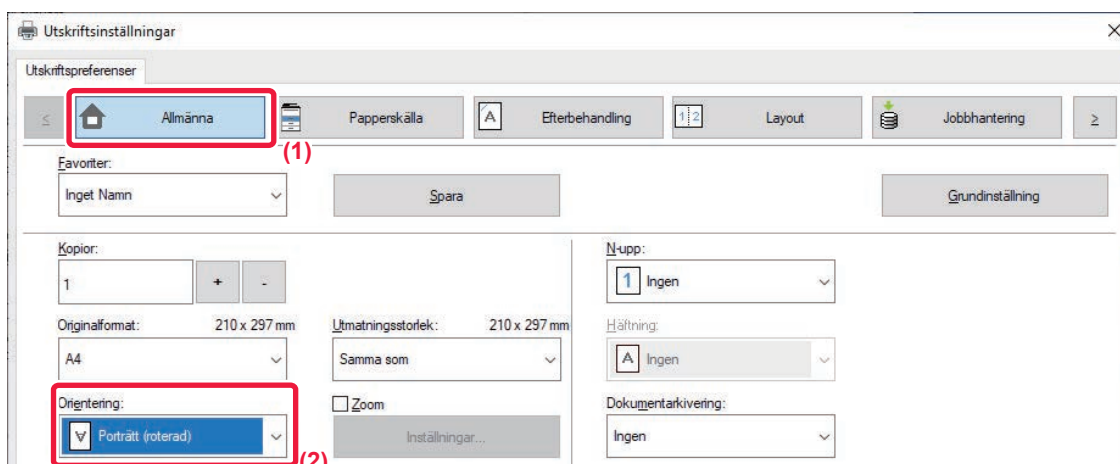 Utskriftsinställningar
Utskriftspreferenser
< Allmänna Papperskälla Efterbehandling Layout Jobbhantering >
(1)
Favoriter:
Inget Namn Spara Grundinställning
Kopior: N-upp:
1 + - 1 Ingen
Originalformat: 210 x 297 mm Utmatningsstorlek: 210 x 297 mm Häftning:
A4 Samma som Ingen
Orientering: Zoom Dokumentarkivering:
Porträtt (roterad) Inställningar... Ingen
(2)